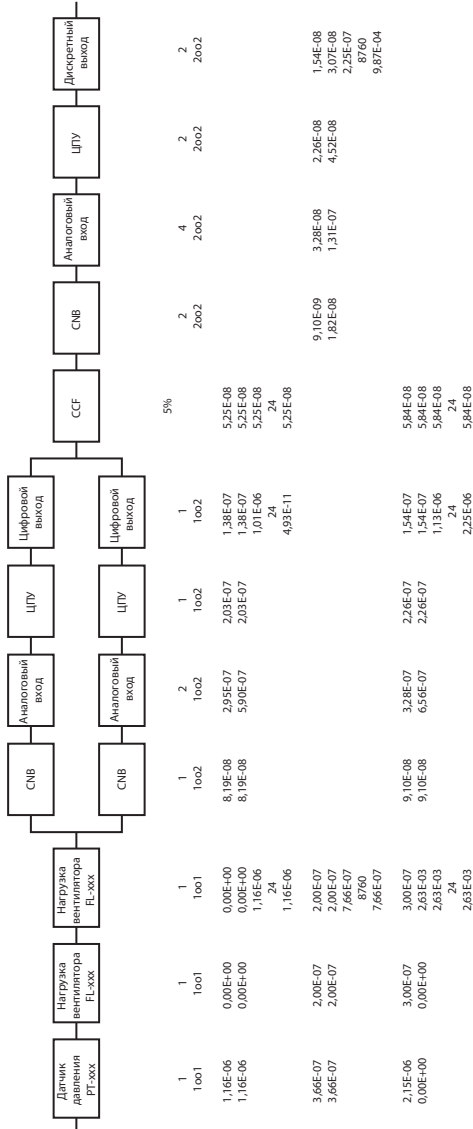 Датчик
давления
PT-xxx
Нагрузка
вентилятора
FL-xxx
Нагрузка
вентилятора
FL-xxx
CNB
Аналоговый
вход
ЦПУ
Цифровой
выход
CNB
Аналоговый
вход
ЦПУ
Цифровой
выход
CCF
CNB
Аналоговый
вход
ЦПУ
Дискретный
выход
1
1oo1
1,16E-06
1,16E-06
3,66E-07
3,66E-07
2,15E-06
0,00E+00
1
1oo1
0,00E+00
0,00E+00
2,00E-07
2,00E-07
3,00E-07
0,00E+00
1
1oo1
0,00E+00
0,00E+00
1,16E-06
24
1,16E-06
2,00E-07
2,00E-07
7,66E-07
8760
7,66E-07
3,00E-07
2,63E-03
2,63E-03
24
2,63E-03
1
1oo2
8,19E-08
8,19E-08
9,10E-08
9,10E-08
2
1oo2
2,95E-07
5,90E-07
3,28E-07
6,56E-07
1
1oo2
2,03E-07
2,03E-07
2,26E-07
2,26E-07
1
1oo2
1,38E-07
1,38E-07
1,01E-06
24
4,93E-11
1,54E-07
1,54E-07
1,13E-06
24
2,25E-06
5%
5,25E-08
5,25E-08
5,25E-08
24
5,25E-08
5,84E-08
5,84E-08
5,84E-08
24
5,84E-08
2
2oo2
9,10E-09
1,82E-08
4
2oo2
3,28E-08
1,31E-07
2
2oo2
2,26E-08
4,52E-08
2
2oo2
1,54E-08
3,07E-08
2,25E-07
8760
9,87E-04